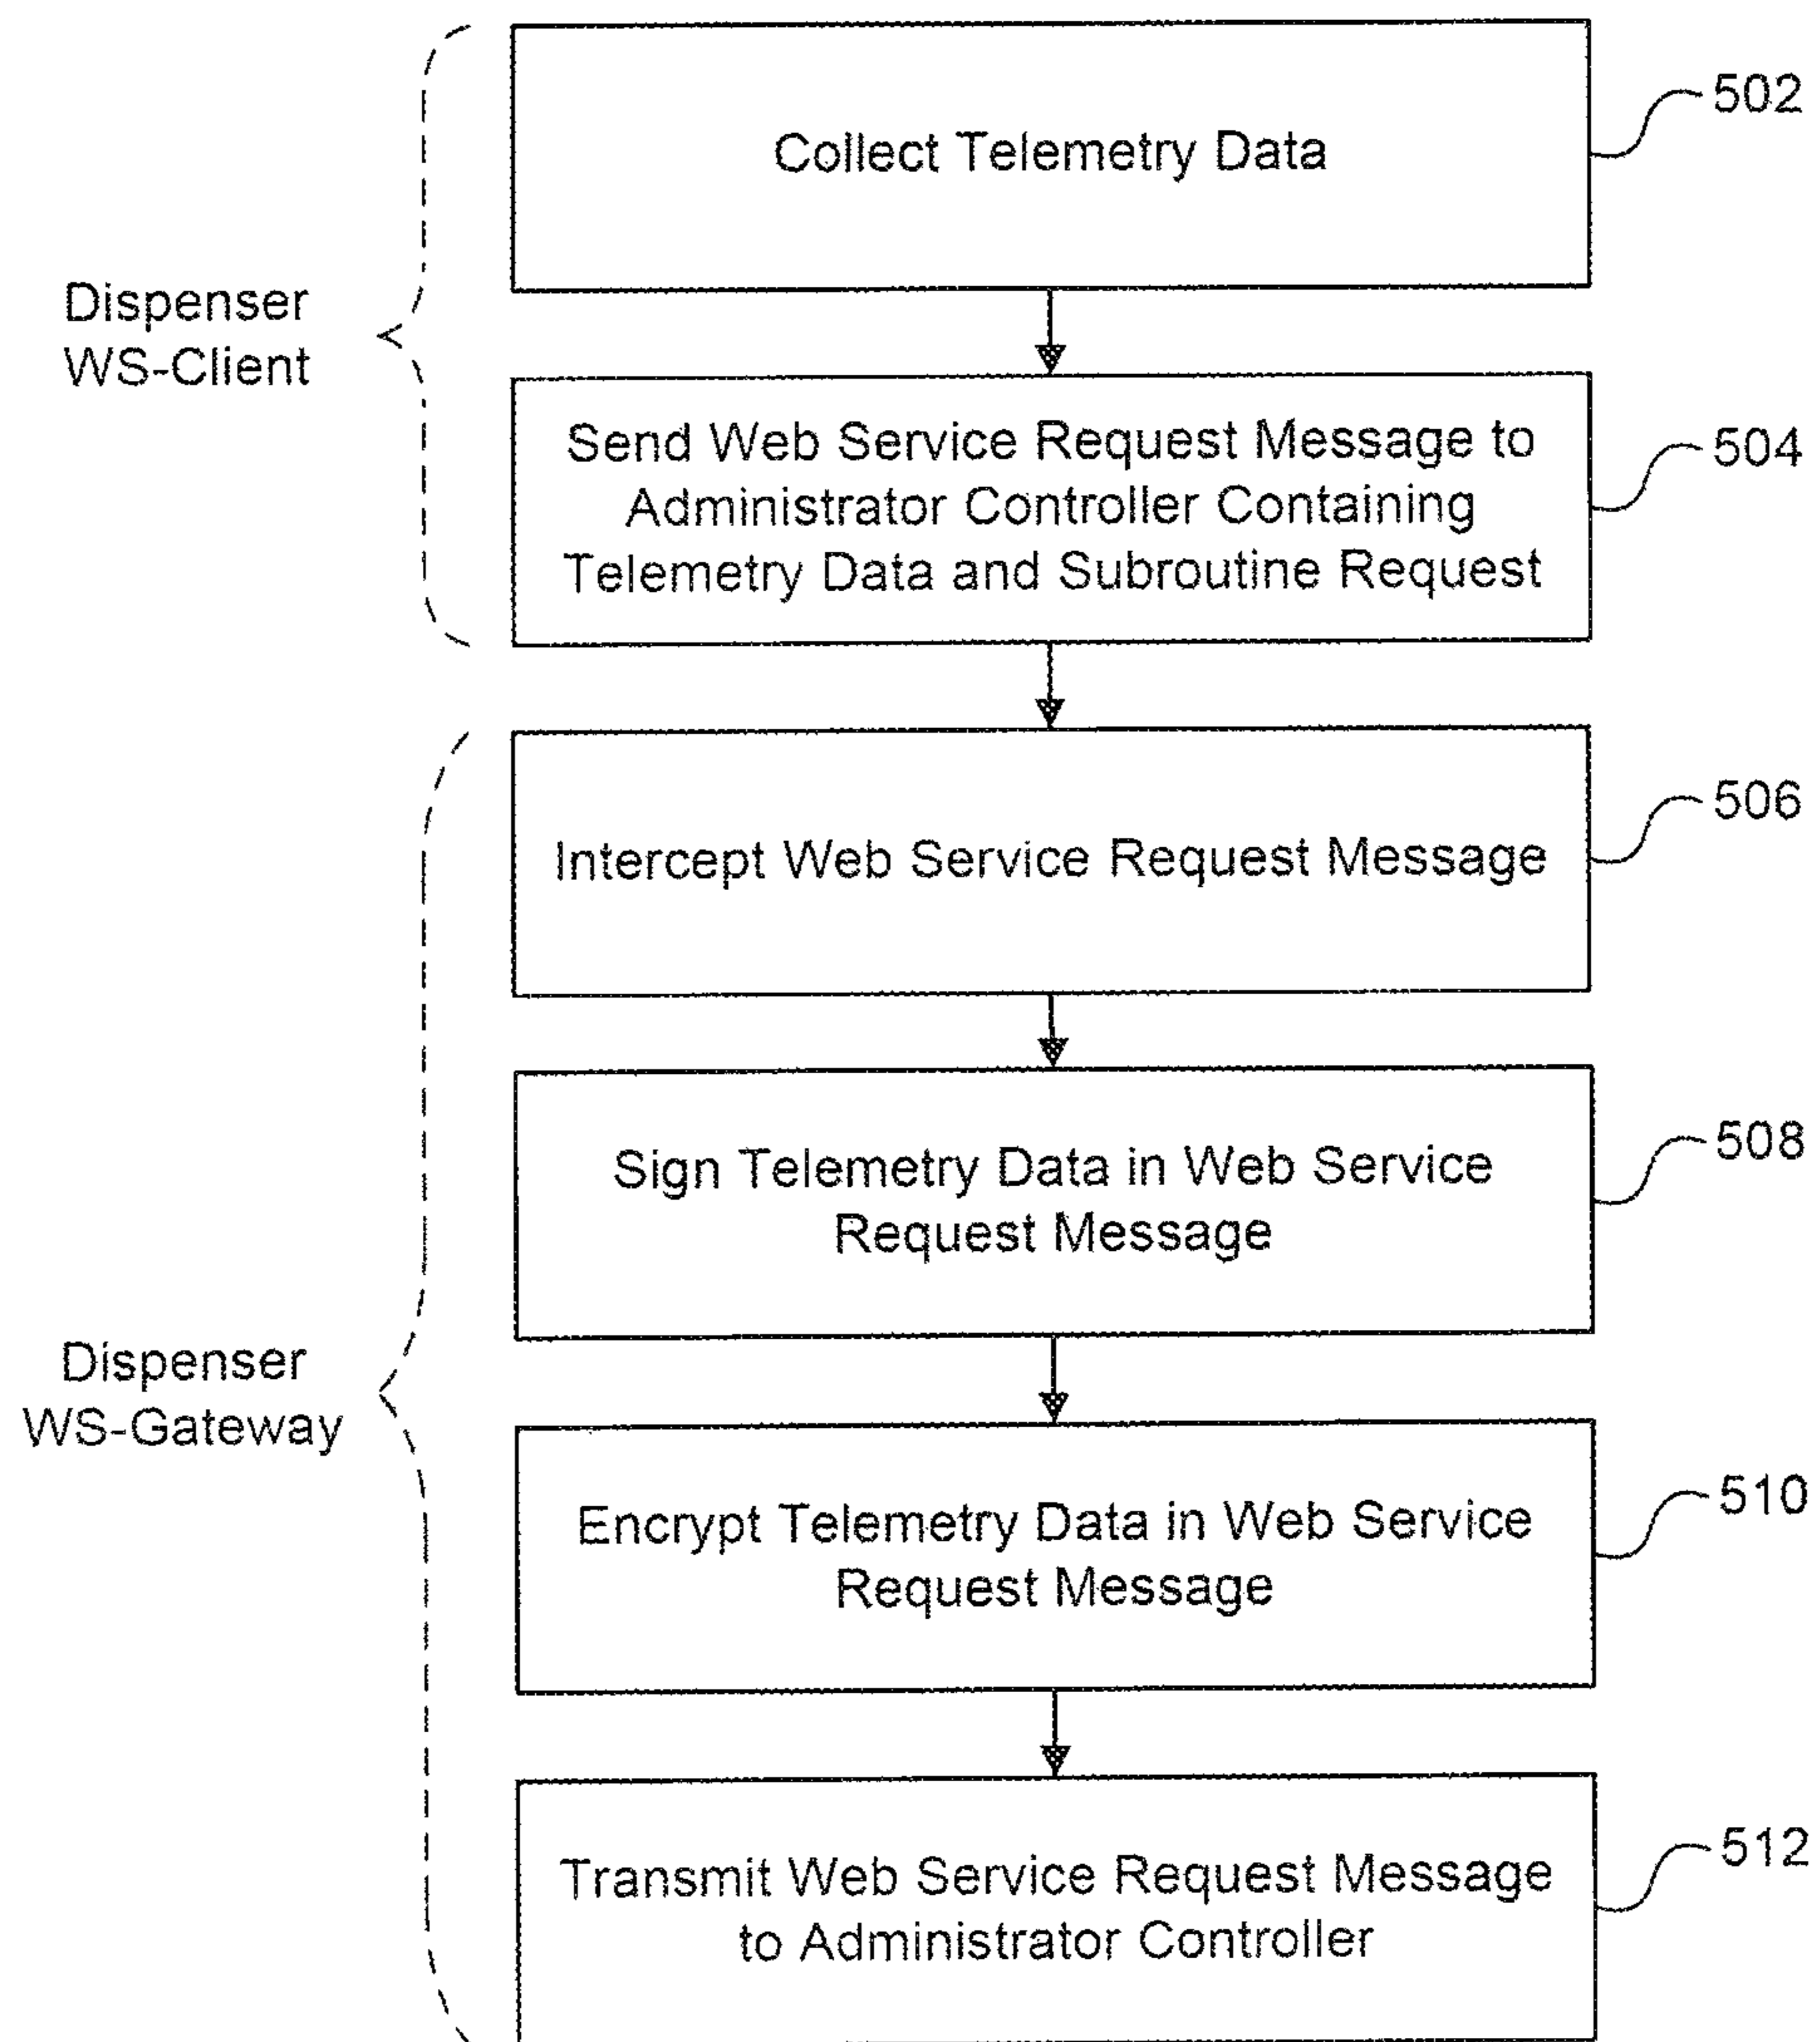 Collect Telemetry Data
502
Dispenser
WS-Client
Send Web Service Request Message to
Administrator Controller Containing
Telemetry Data and Subroutine Request
504
Intercept Web Service Request Message
506
Sign Telemetry Data in Web Service
Request Message
508
Dispenser
WS-Gateway
Encrypt Telemetry Data in Web Service
Request Message
510
Transmit Web Service Request Message
to Administrator Controller
512